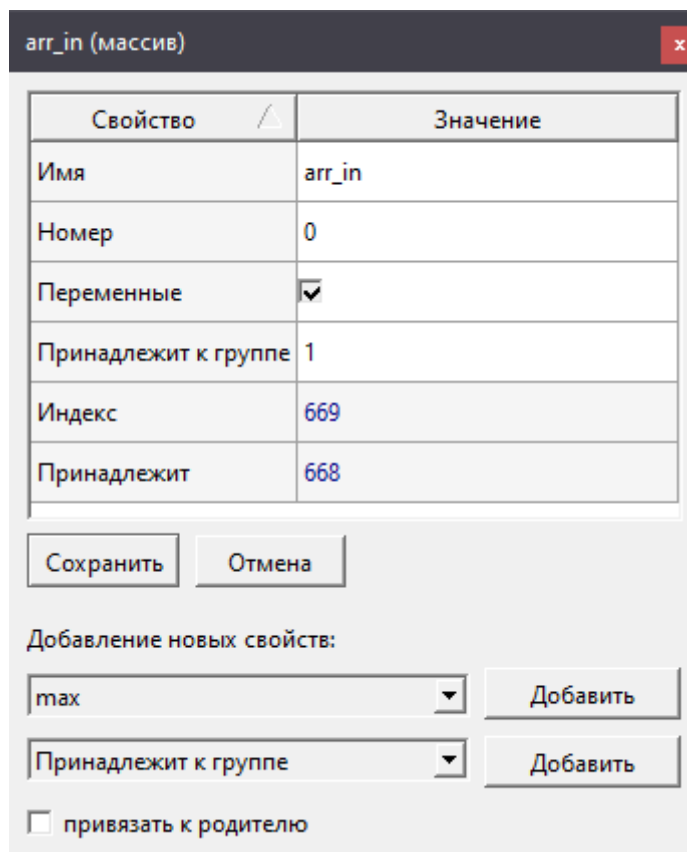 arr_in (массив)
x
Свойство Значение
Имя arr_in
Номер 0
Переменные
Принадлежит к группе 1
Индекс 669
Принадлежит 668
Сохранить Отмена
Добавление новых свойств:
max Добавить
Принадлежит к группе Добавить
привязать к родителю